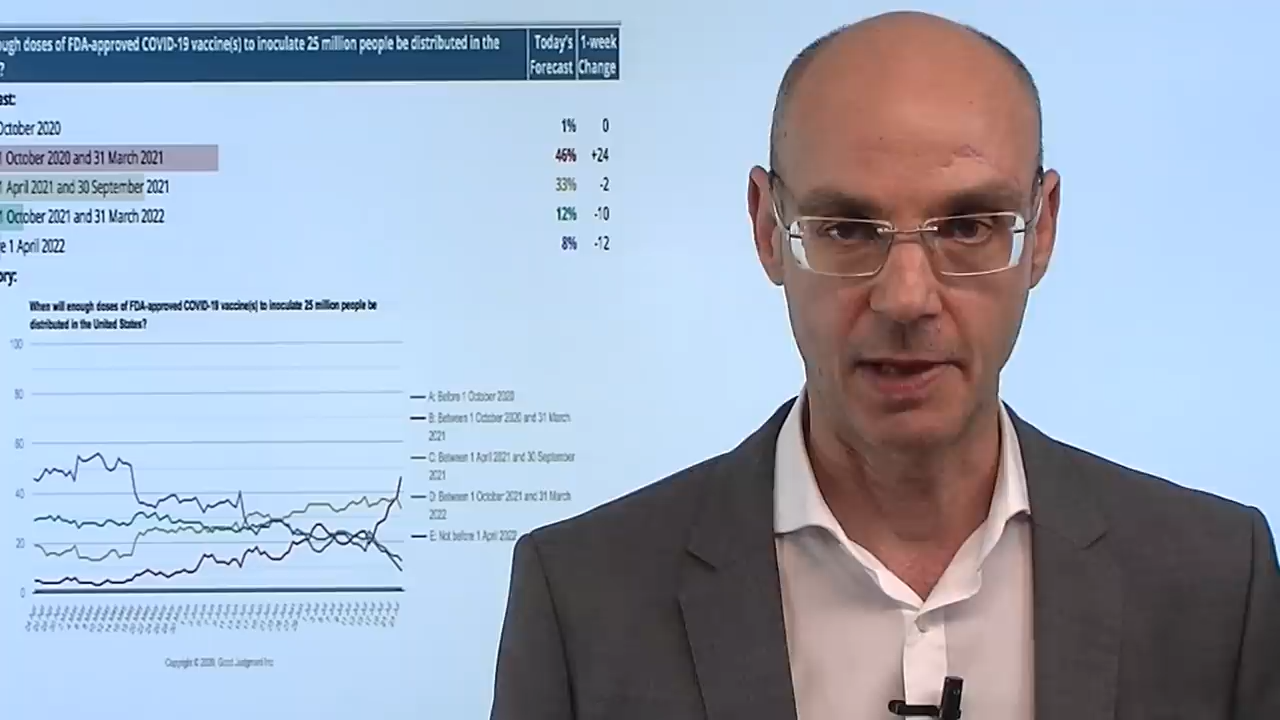 ugh doses of FDA-approved COVID-19 vaccine(s) to inoculate 25 million people be distributed in the
?
Today's 1-week
Forecast Change
ast:
October 2020 1% 0
1 October 2020 and 31 March 2021 46% +24
1 April 2021 and 30 September 2021 33% -2
1 October 2021 and 31 March 2022 12% -10
e 1 April 2022 8% -12
ory:
When will enough doses of FDA-approved COVID-19 vaccine(s) to inoculate 25 million people be
distributed in the United States?
100
80
60
40
20
0
A: Before 1 October 2020
B: Between 1 October 2020 and 31 March
2021
C: Between 1 April 2021 and 30 September
2021
D: Between 1 October 2021 and 31 March
2022
E: Not before 1 April 2022
Copyright © 2020, Good Judgment Inc